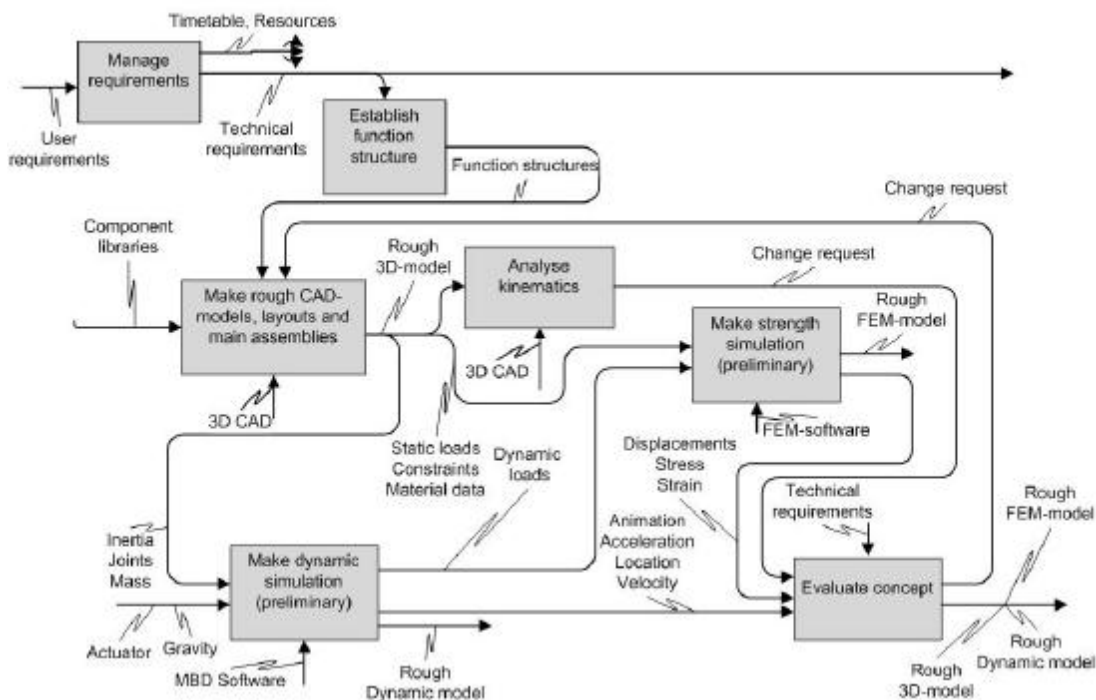 Timetable, Resources
Manage
requirements
User
requirements
Technical
requirements
Establish
function
structure
Function structures
Change request
Component
libraries
Rough
3D-model
Analyse
kinematics
Change request
Make rough CAD-
models, layouts and
main assemblies
Rough
FEM-model
Make strength
simulation
(preliminary)
3D CAD
3D CAD
FEM-software
Static loads
Constraints
Material data
Dynamic
loads
Displacements
Stress
Strain
Technical
requirements
Rough
FEM-model
Inertia
Joints
Mass
Make dynamic
simulation
(preliminary)
Animation
Acceleration
Location
Velocity
Evaluate concept
Actuator
Gravity
MBD Software
Rough
Dynamic model
Rough
3D-model
Rough
Dynamic model